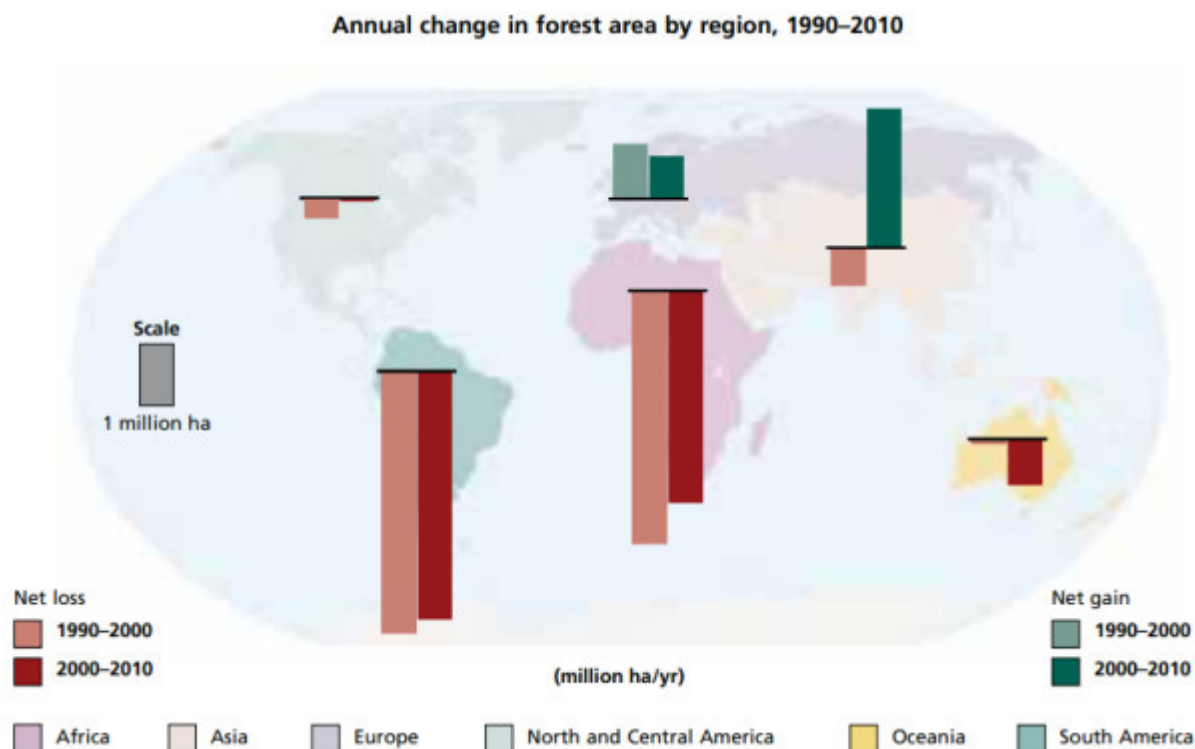 Annual change in forest area by region, 1990–2010
Scale
1 million ha
Net loss
1990–2000
2000–2010
(million ha/yr)
Net gain
1990–2000
2000–2010
Africa Asia Europe North and Central America Oceania South America